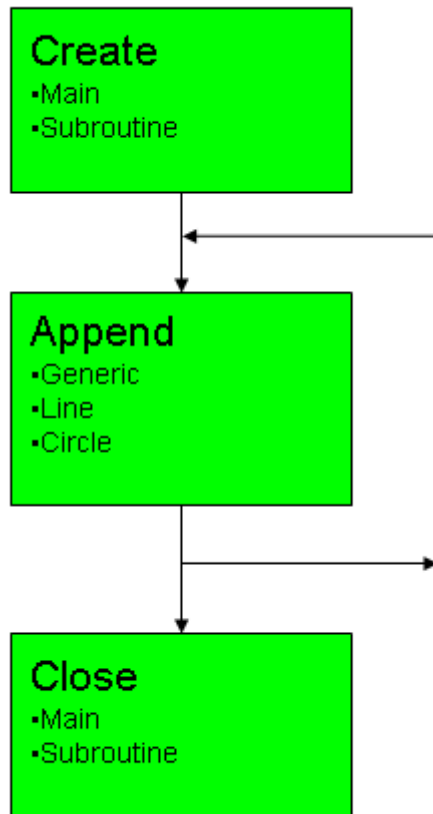 Create
▪Main
▪Subroutine
Append
▪Generic
▪Line
▪Circle
Close
▪Main
▪Subroutine